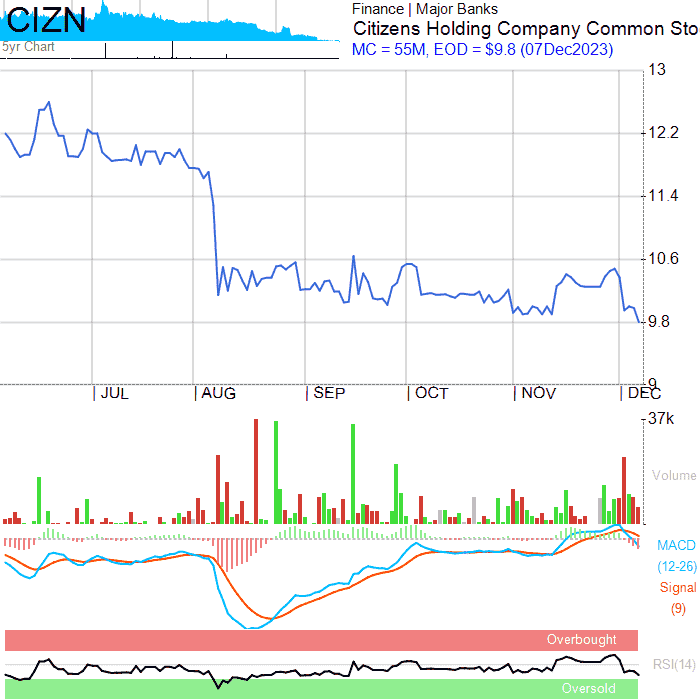 CIZN
5yr Chart
Finance | Major Banks
Citizens Holding Company Common Sto
MC = 55M, EOD = $9.8 (07Dec2023)
13
12.2
11.4
10.6
9.8
9
JUL AUG SEP OCT NOV DEC
37k
Volume
MACD
(12-26)
Signal
(9)
Overbought
RSI(14)
Oversold